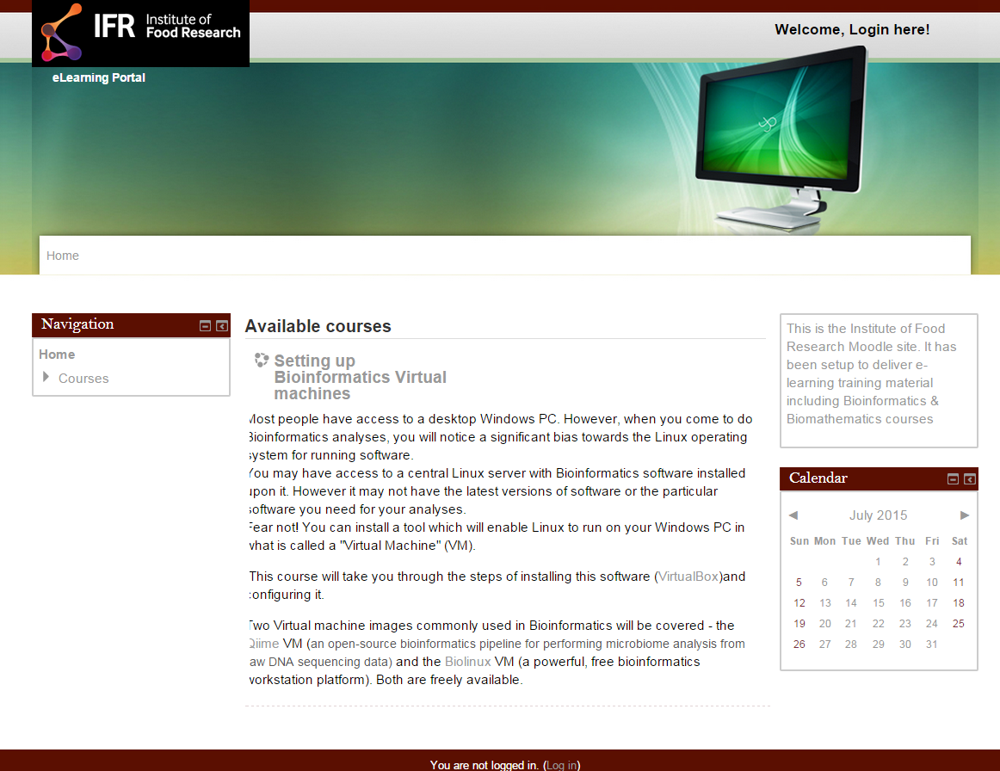 IFR Institute of
Food Research
Welcome, Login here!
eLearning Portal
Home
Navigation
Home
Courses
Available courses
Setting up
Bioinformatics Virtual
machines
Most people have access to a desktop Windows PC. However, when you come to do
Bioinformatics analyses, you will notice a significant bias towards the Linux operating
system for running software.
You may have access to a central Linux server with Bioinformatics software installed
upon it. However it may not have the latest versions of software or the particular
software you need for your analyses.
Fear not! You can install a tool which will enable Linux to run on your Windows PC in
what is called a "Virtual Machine" (VM).
This course will take you through the steps of installing this software (VirtualBox)and
configuring it.
Two Virtual machine images commonly used in Bioinformatics will be covered - the
Qiime VM (an open-source bioinformatics pipeline for performing microbiome analysis from
raw DNA sequencing data) and the Biolinux VM (a powerful, free bioinformatics
workstation platform). Both are freely available.
This is the Institute of Food
Research Moodle site. It has
been setup to deliver e-
learning training material
including Bioinformatics &
Biomathematics courses
Calendar
◀ July 2015 ▶
Sun Mon Tue Wed Thu Fri Sat
1 2 3 4
5 6 7 8 9 10 11
12 13 14 15 16 17 18
19 20 21 22 23 24 25
26 27 28 29 30 31
You are not logged in. (Log in)